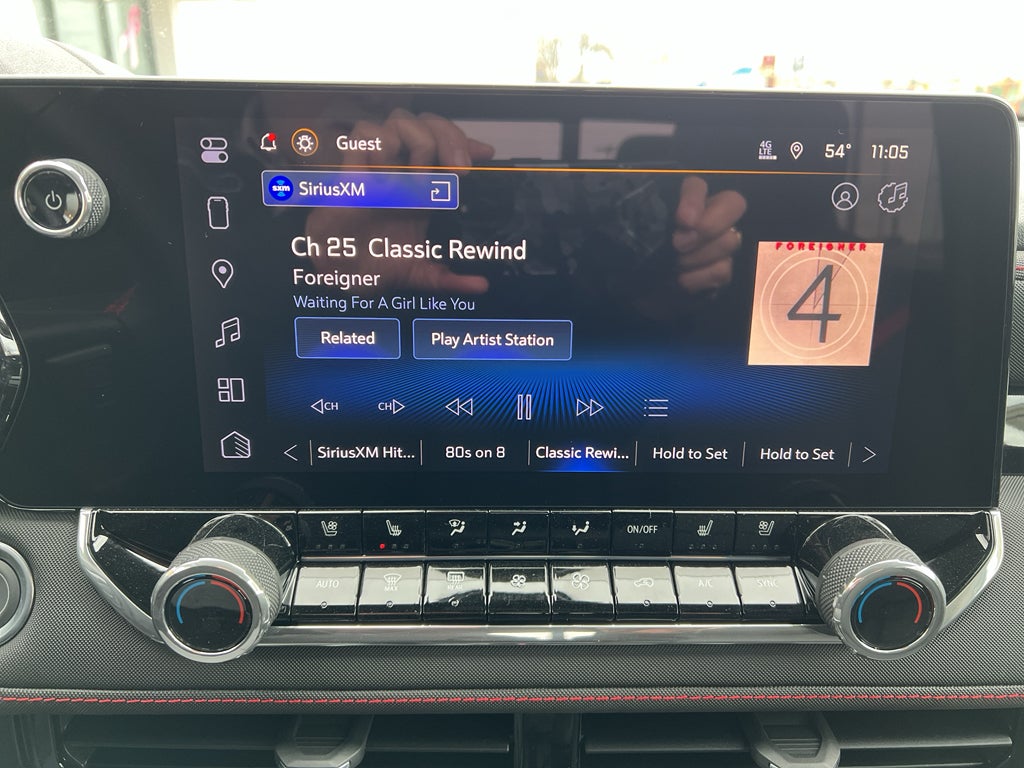 Guest
4G
LTE
54° 11:05
sxm SiriusXM
Ch 25 Classic Rewind
Foreigner
Waiting For A Girl Like You
Related Play Artist Station
FOREIGNER
4
CH CH
SiriusXM Hit... 80s on 8 Classic Rewi... Hold to Set Hold to Set
ON/OFF
AUTO MAX REAR A/C SYNC